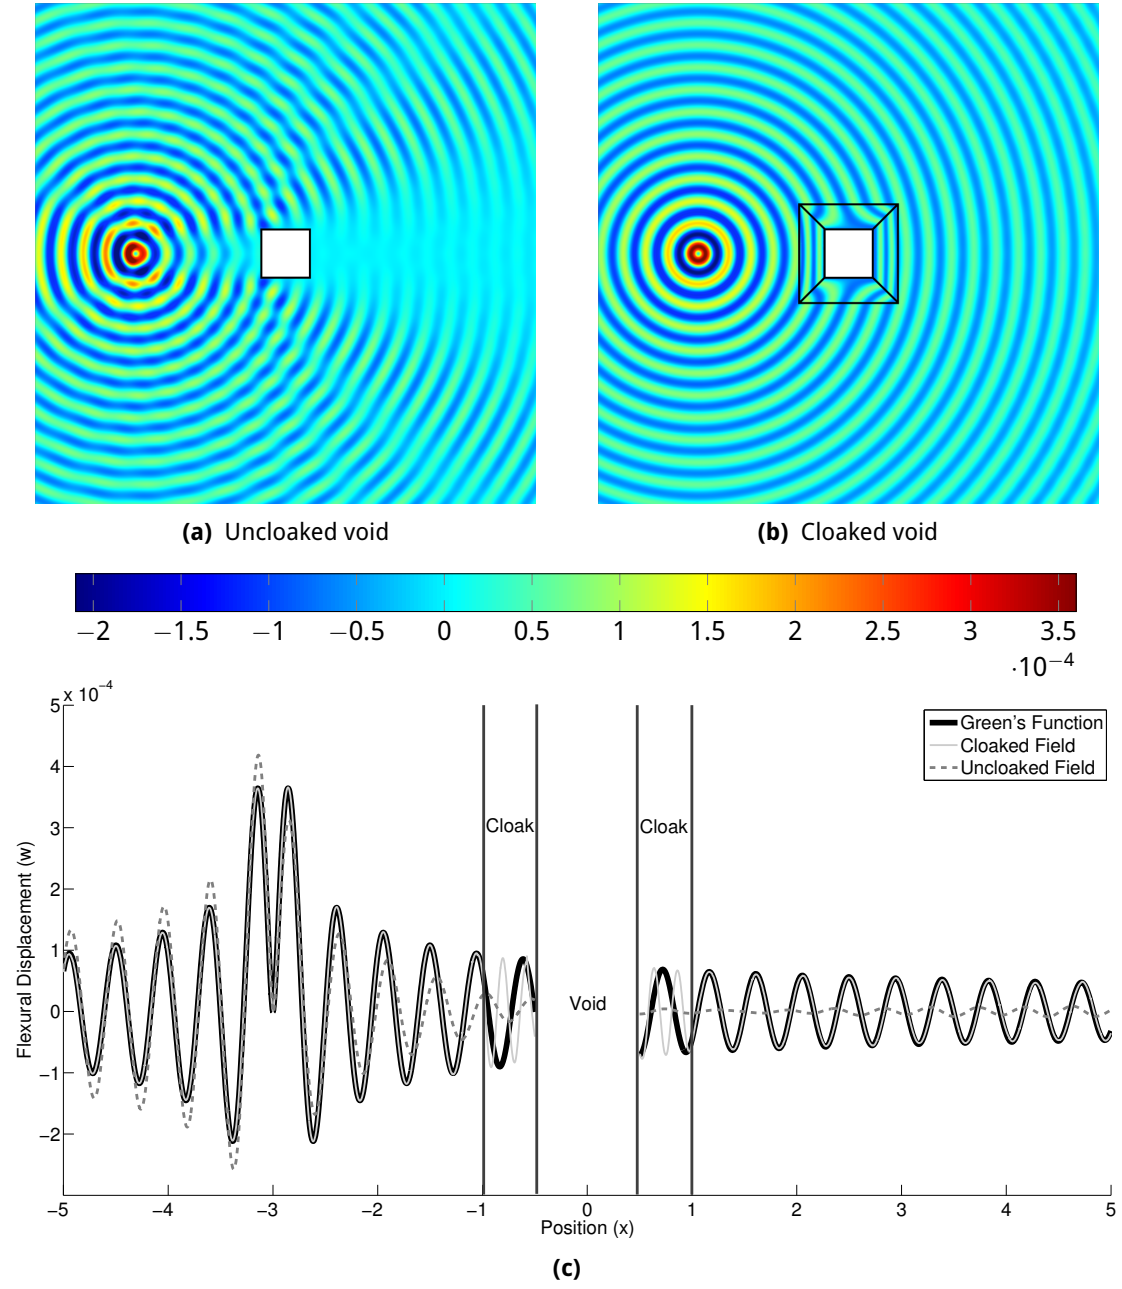 (a) Uncloaked void
(b) Cloaked void
−2 −1.5 −1 −0.5 0 0.5 1 1.5 2 2.5 3 3.5
·10−4
5 x 10−4
4
3
2
1
0
−1
−2
Flexural Displacement (w)
Green's Function
Cloaked Field
Uncloaked Field
Cloak
Cloak
Void
−5 −4 −3 −2 −1 0 1 2 3 4 5
Position (x)
(c)